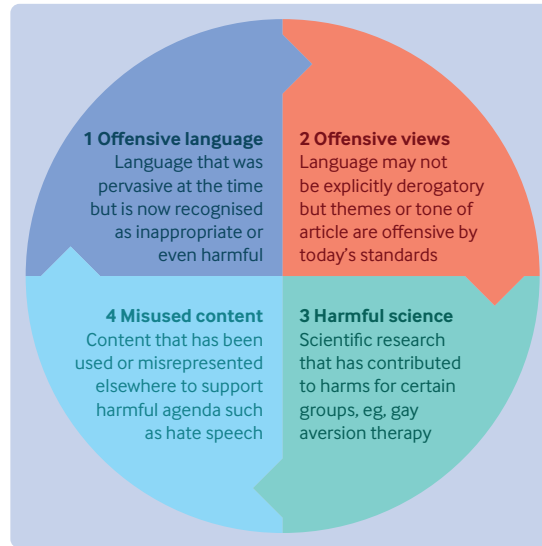 1 Offensive language
Language that was
pervasive at the time
but is now recognised
as inappropriate or
even harmful
2 Offensive views
Language may not
be explicitly derogatory
but themes or tone of
article are offensive by
today's standards
3 Harmful science
Scientific research
that has contributed
to harms for certain
groups, eg, gay
aversion therapy
4 Misused content
Content that has been
used or misrepresented
elsewhere to support
harmful agenda such
as hate speech